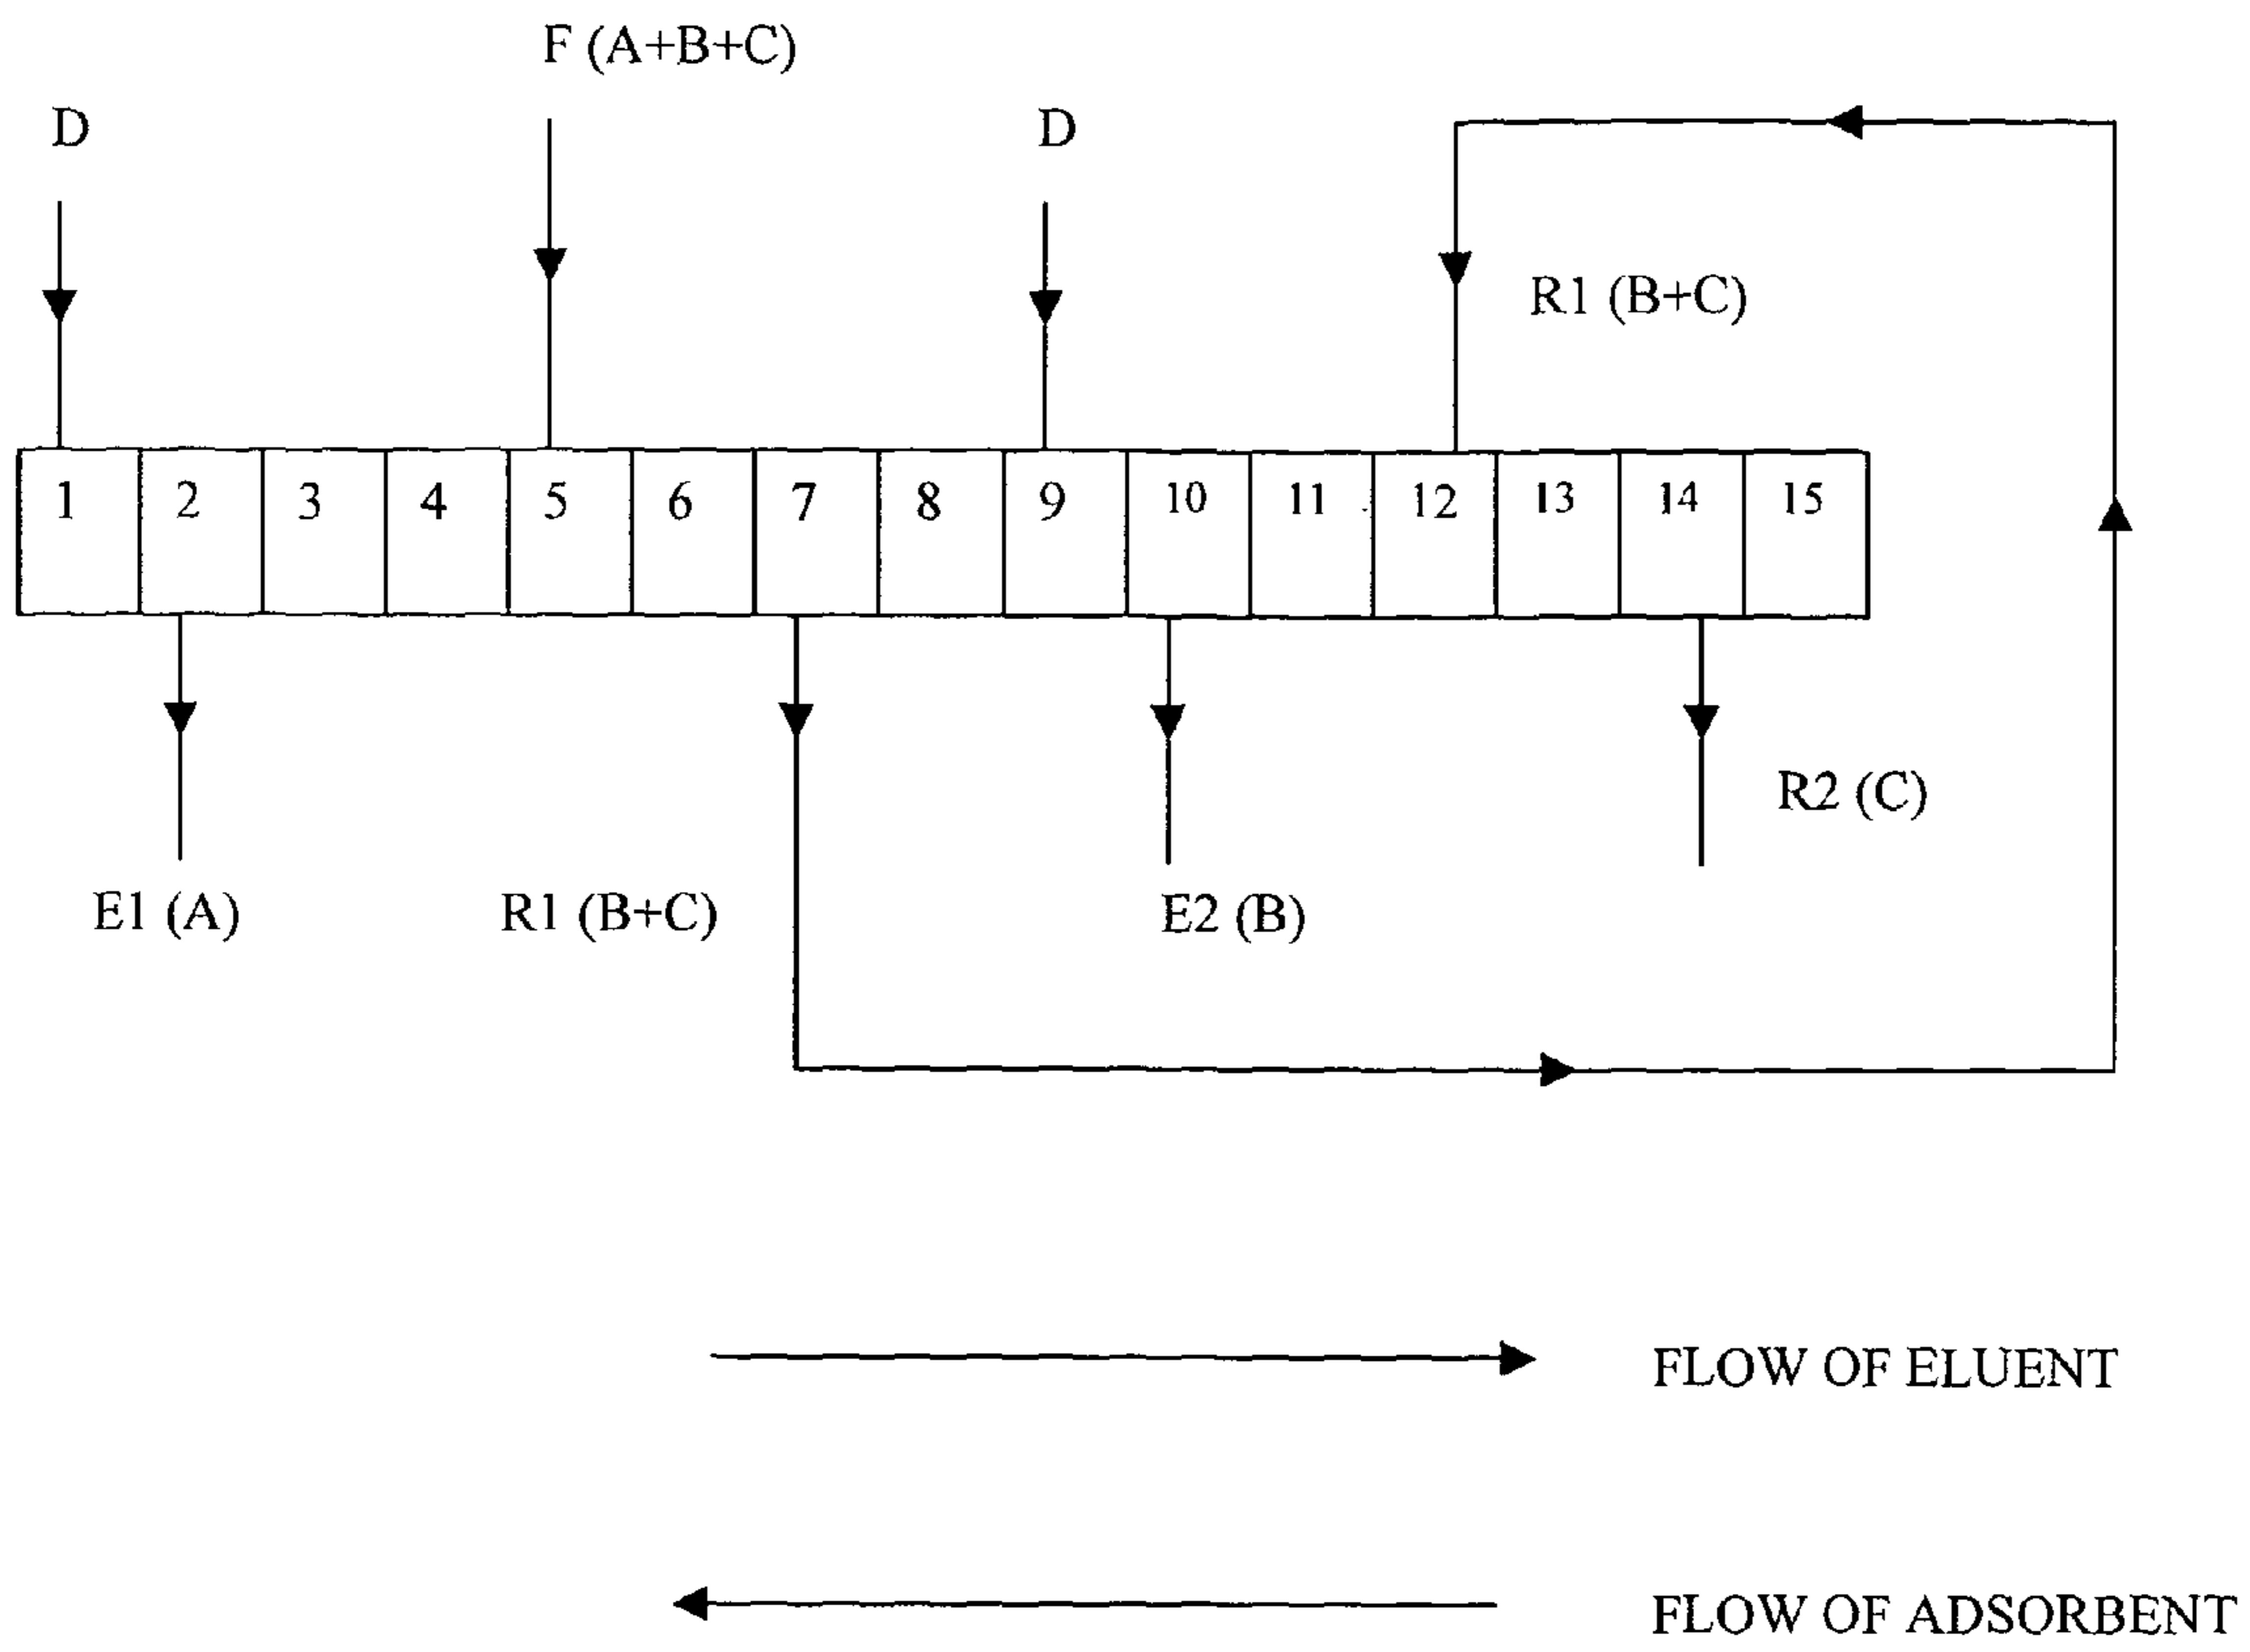 F (A+B+C)
D
D
R1 (B+C)
1 2 3 4 5 6 7 8 9 10 11 12 13 14 15
R2 (C)
E1 (A)
R1 (B+C)
E2 (B)
FLOW OF ELUENT
FLOW OF ADSORBENT